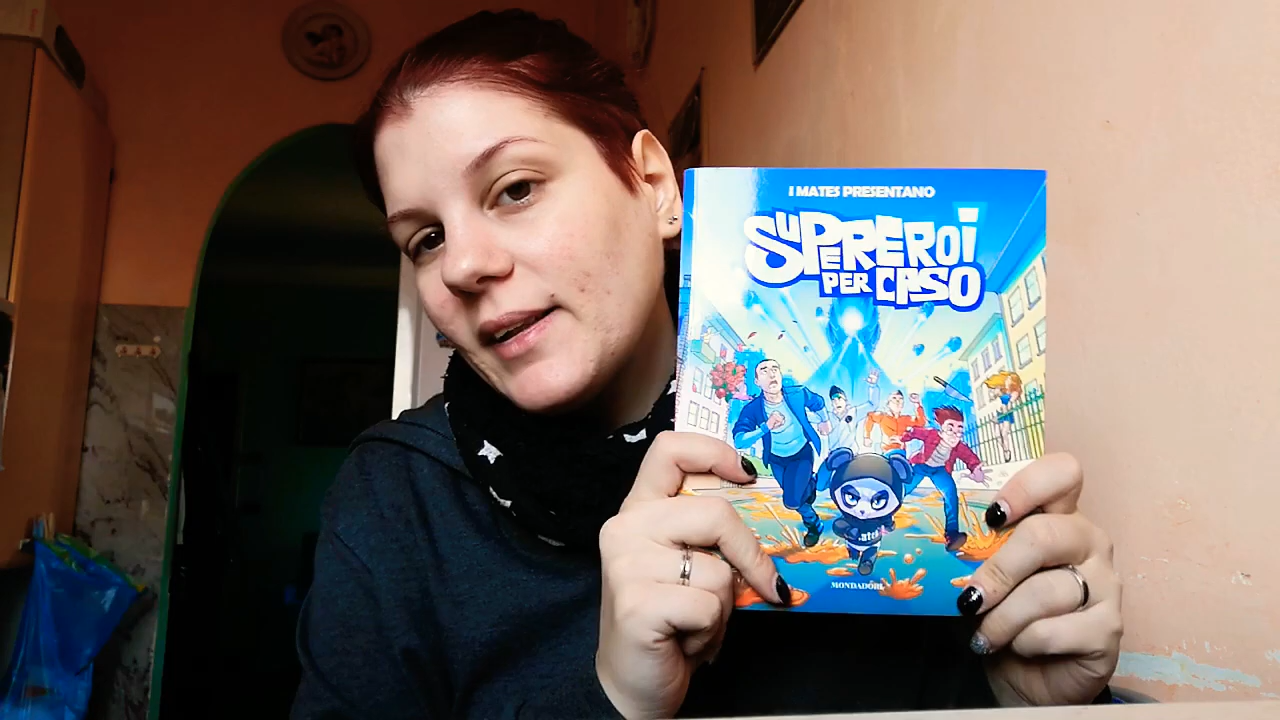 I MATES PRESENTANO
SUPEREROI
PER CASO
MONDADORI